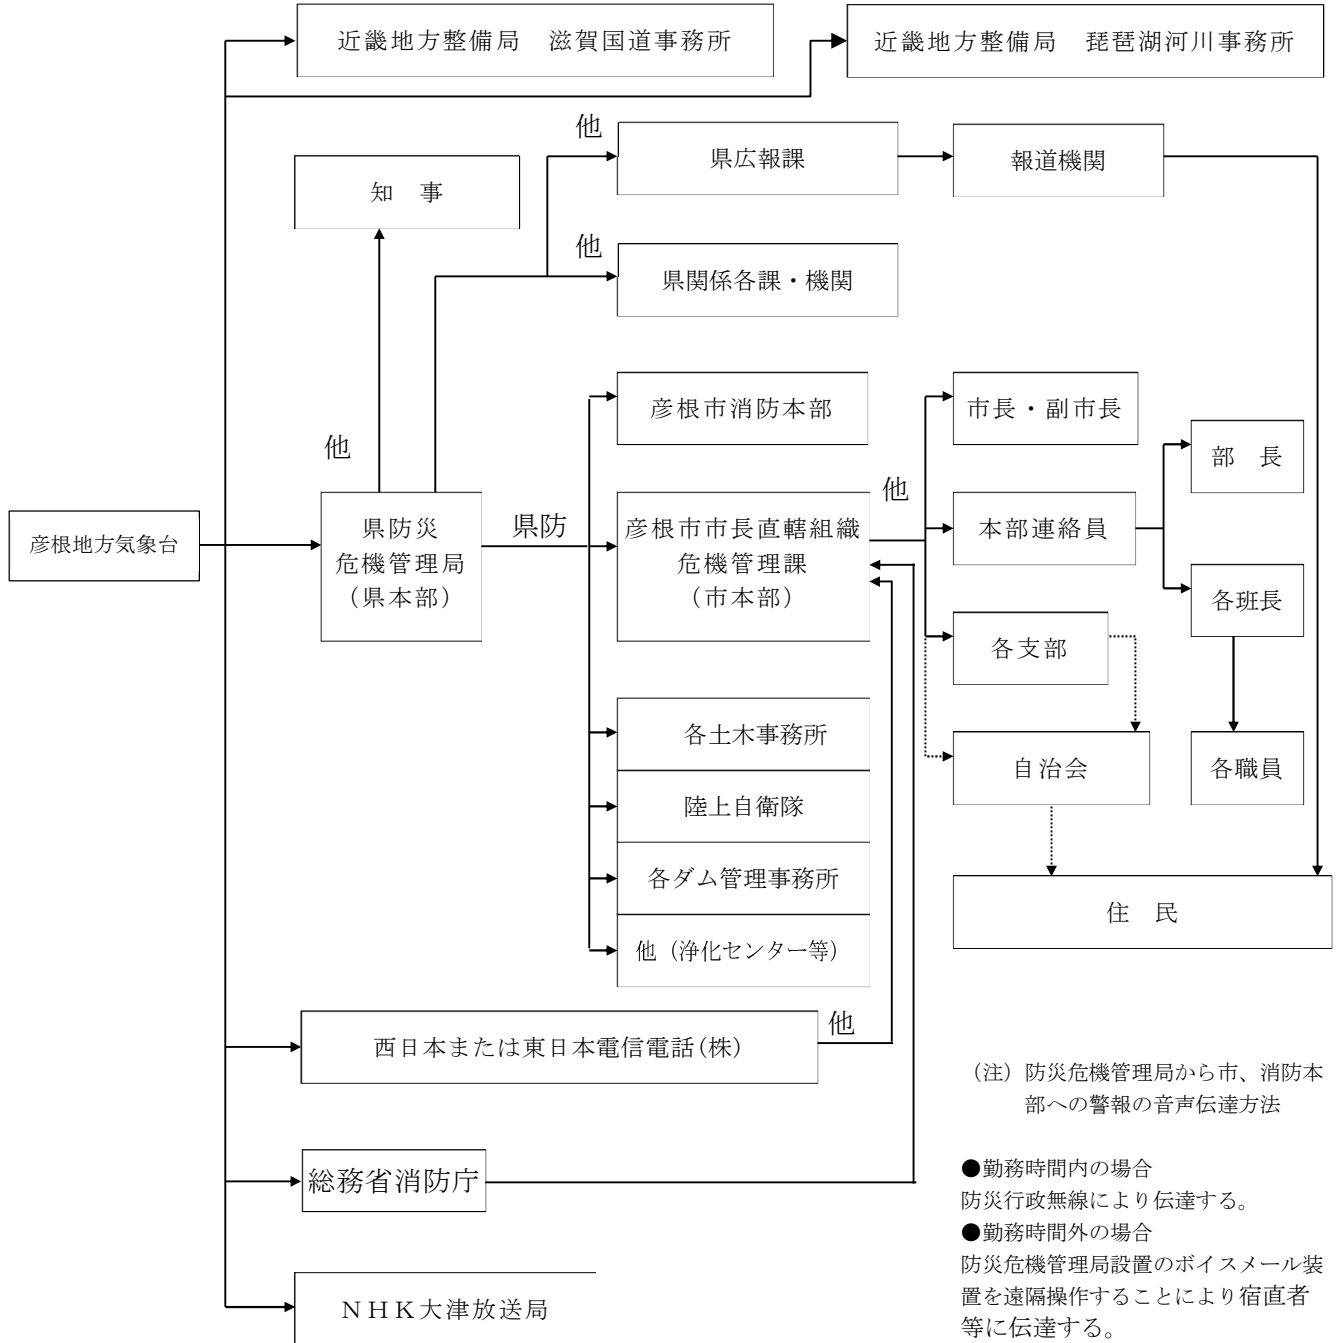 近畿地方整備局　滋賀国道事務所
近畿地方整備局　琵琶湖河川事務所
他
県広報課
報道機関
知　事
他
県関係各課・機関
彦根市消防本部
市長・副市長
他
部　長
他
彦根地方気象台
県防災
危機管理局
（県本部）
県防
彦根市市長直轄組織
危機管理課
（市本部）
本部連絡員
各班長
各支部
各土木事務所
自治会
各職員
陸上自衛隊
各ダム管理事務所
住　民
他（浄化センター等）
西日本または東日本電信電話(株)
他
（注）防災危機管理局から市、消防本
部への警報の音声伝達方法
総務省消防庁
●勤務時間内の場合
防災行政無線により伝達する。
●勤務時間外の場合
防災危機管理局設置のボイスメール装
置を遠隔操作することにより宿直者
等に伝達する。
ＮＨＫ大津放送局